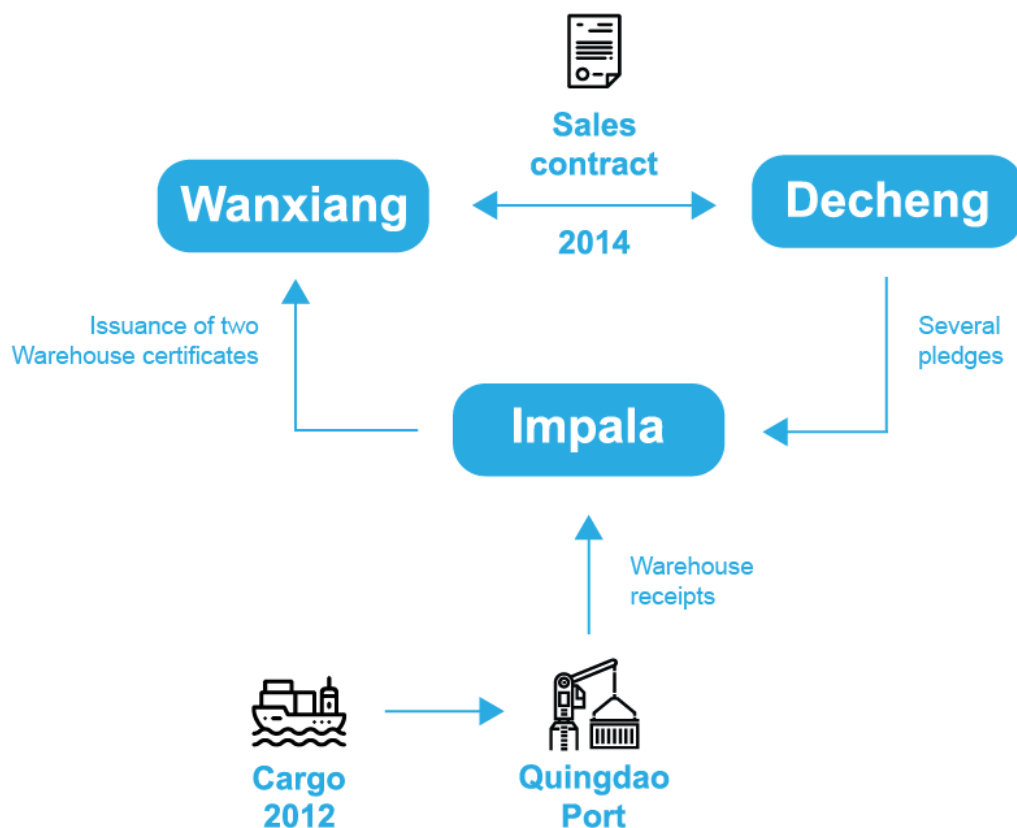 Sales
contract
Wanxiang
Decheng
2014
Issuance of two
Warehouse certificates
Several
pledges
Impala
Warehouse
receipts
Cargo
2012
Quingdao
Port